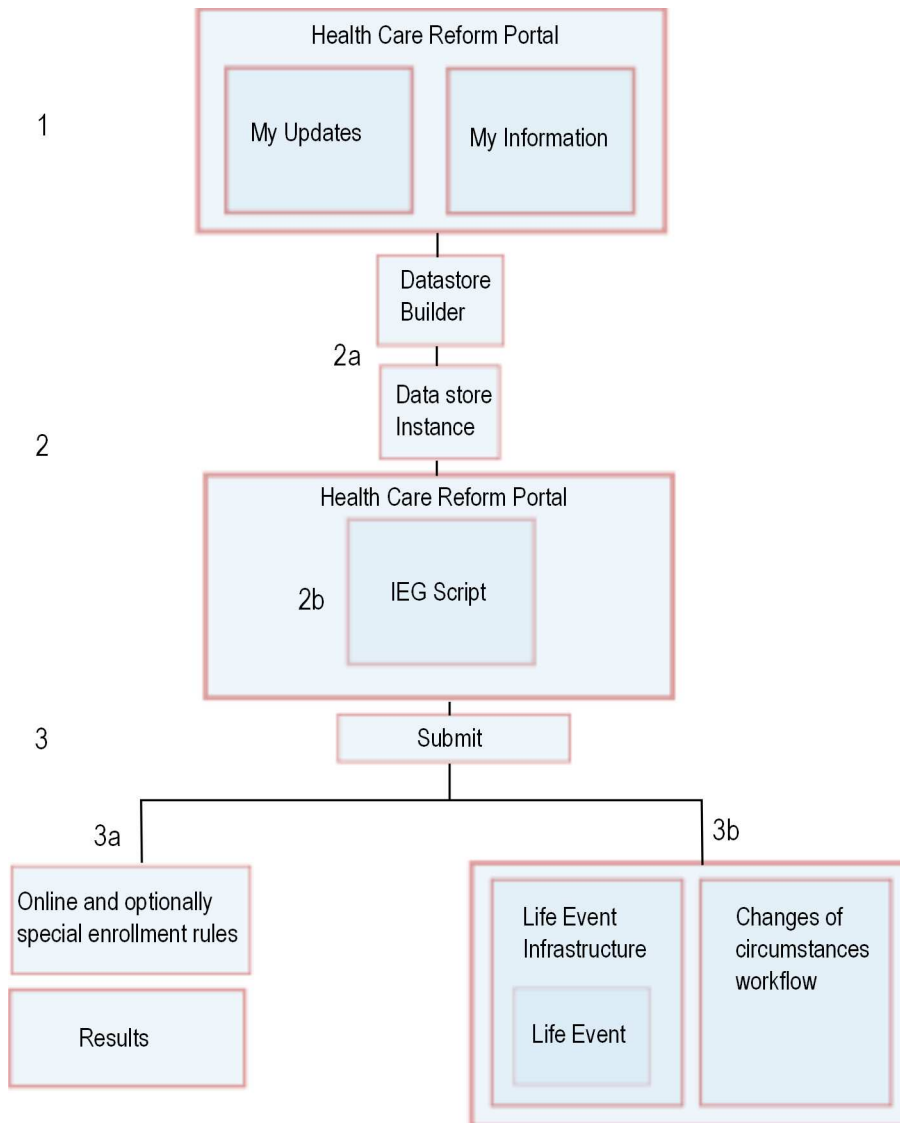 Health Care Reform Portal
1
My Updates
My Information
Datastore
Builder
2a
Data store
Instance
2
Health Care Reform Portal
2b
IEG Script
3
Submit
3a
3b
Online and optionally
special enrollment rules
Results
Life Event
Infrastructure
Life Event
Changes of
circumstances
workflow